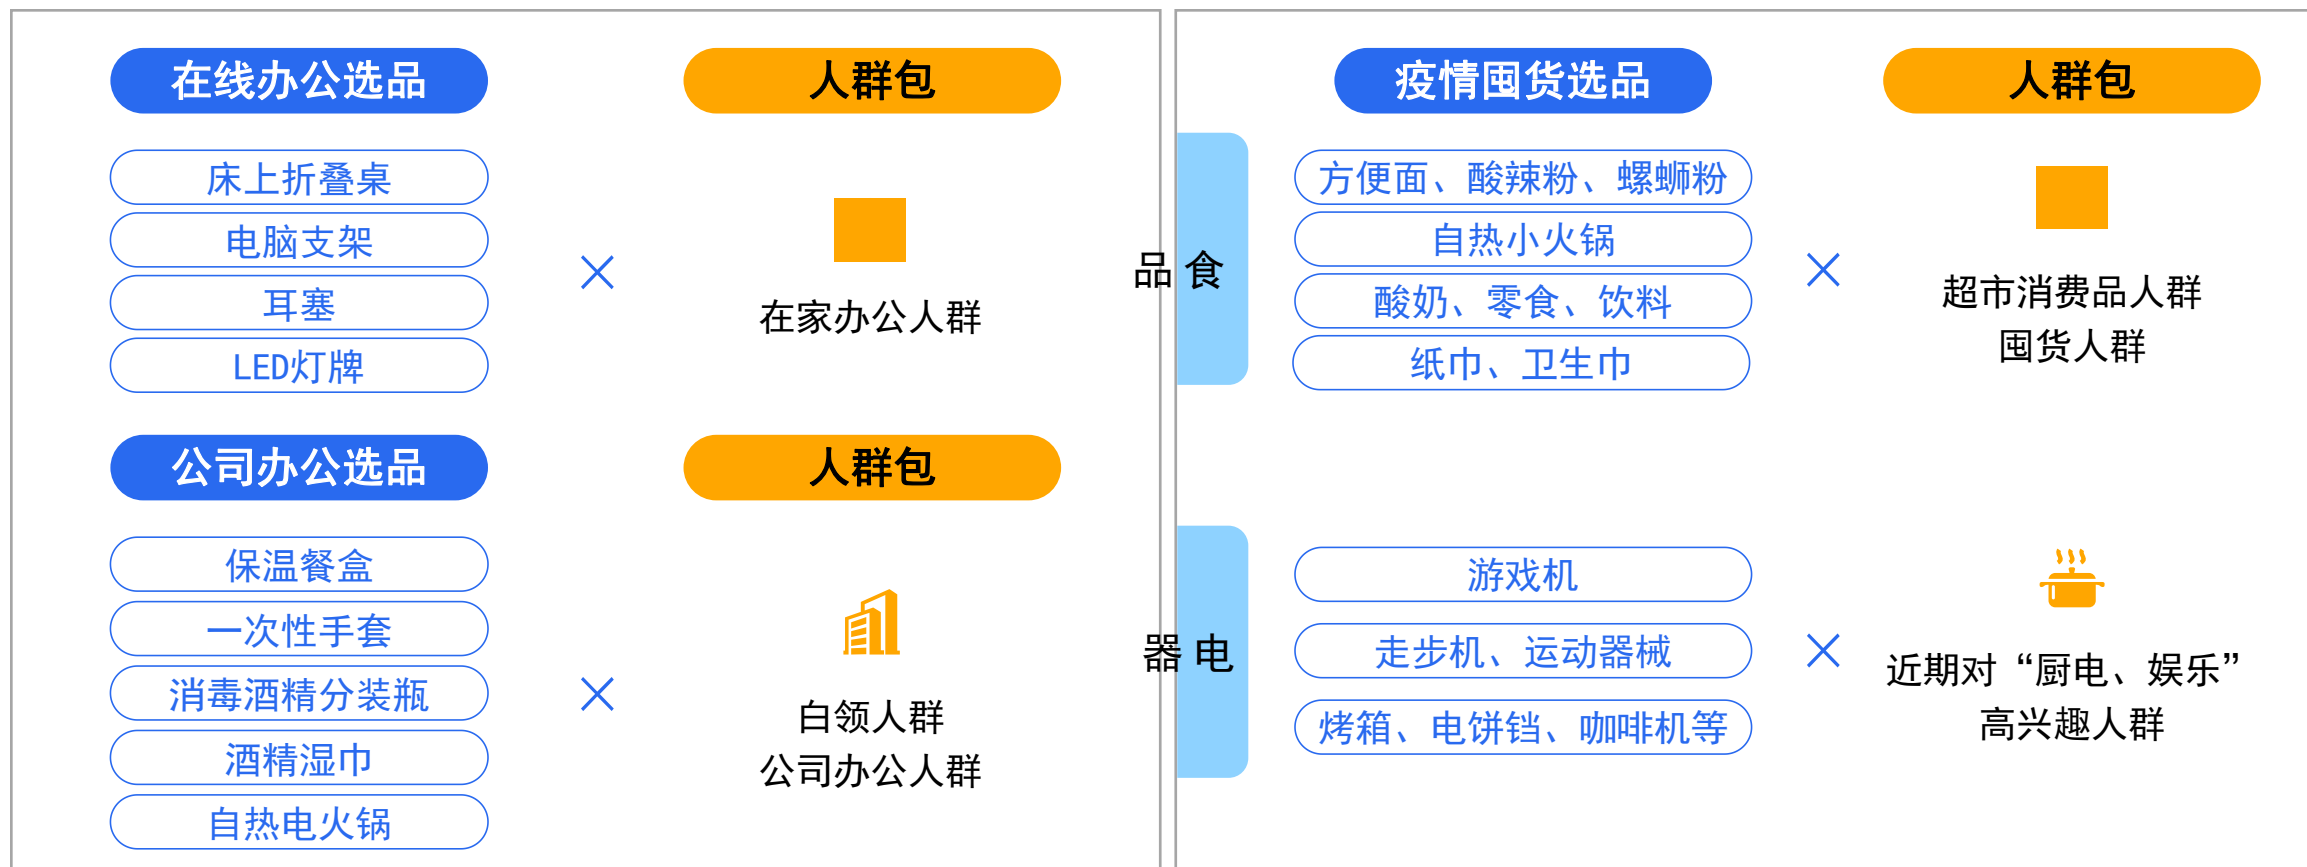 在线办公选品
人群包
床上折叠桌
电脑支架
耳塞
LED灯牌
×
在家办公人群
公司办公选品
人群包
保温餐盒
一次性手套
消毒酒精分装瓶
酒精湿巾
自热电火锅
×
白领人群
公司办公人群
疫情囤货选品
人群包
食品
方便面、酸辣粉、螺蛳粉
自热小火锅
酸奶、零食、饮料
纸巾、卫生巾
×
超市消费品人群
囤货人群
电器
游戏机
走步机、运动器械
烤箱、电饼铛、咖啡机等
×
近期对“厨电、娱乐”
高兴趣人群